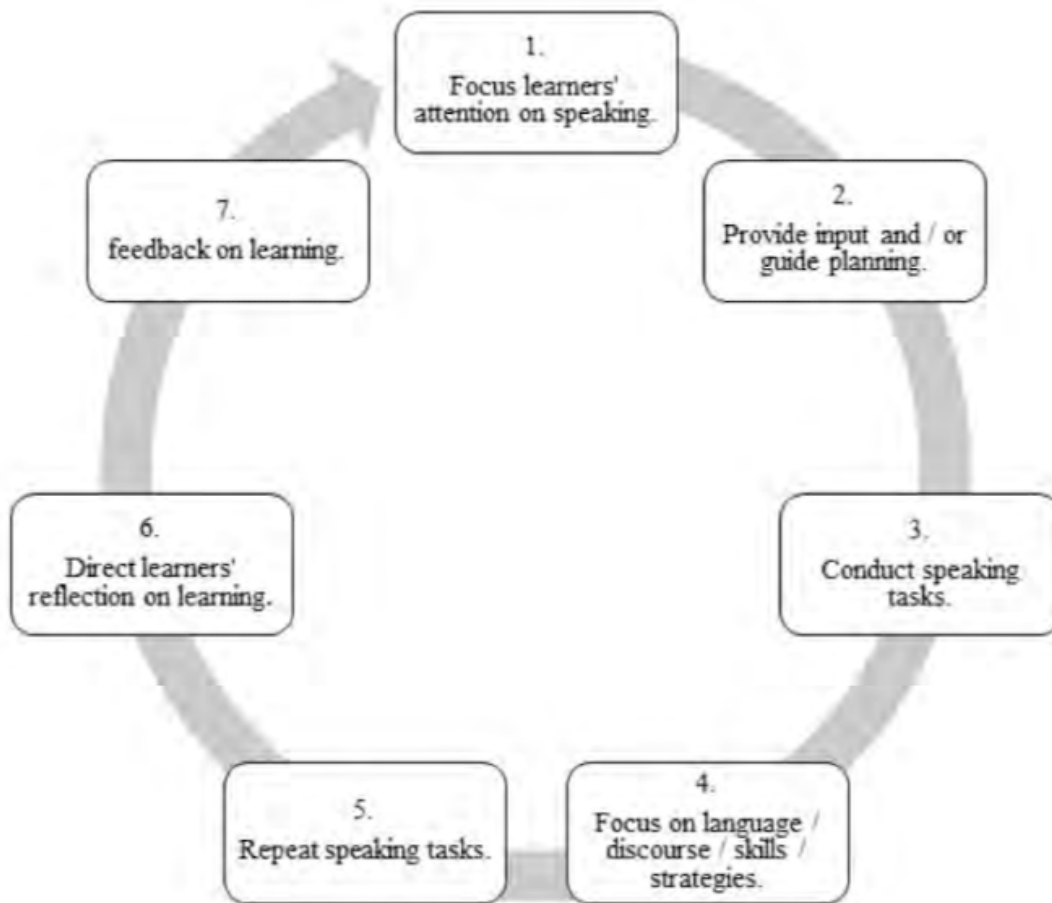 1.
Focus learners'
attention on speaking.
2.
Provide input and / or
guide planning.
3.
Conduct speaking
tasks.
4.
Focus on language /
discourse / skills /
strategies.
5.
Repeat speaking tasks.
6.
Direct learners'
reflection on learning.
7.
feedback on learning.